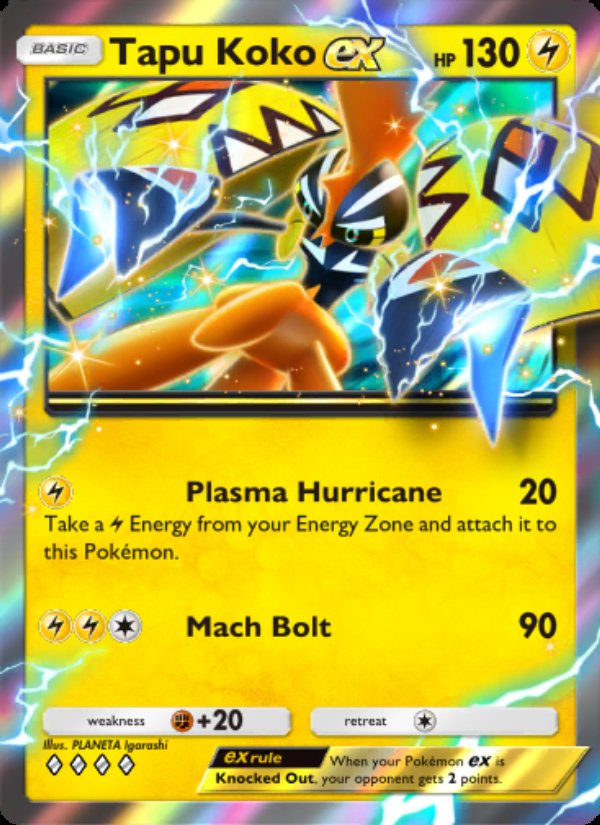 BASIC Tapu Koko ex HP 130
Plasma Hurricane 20
Take a Energy from your Energy Zone and attach it to
this Pokémon.
Mach Bolt 90
weakness +20 retreat
Illus. PLANETA Igarashi
ex rule When your Pokémon ex is
Knocked Out, your opponent gets 2 points.